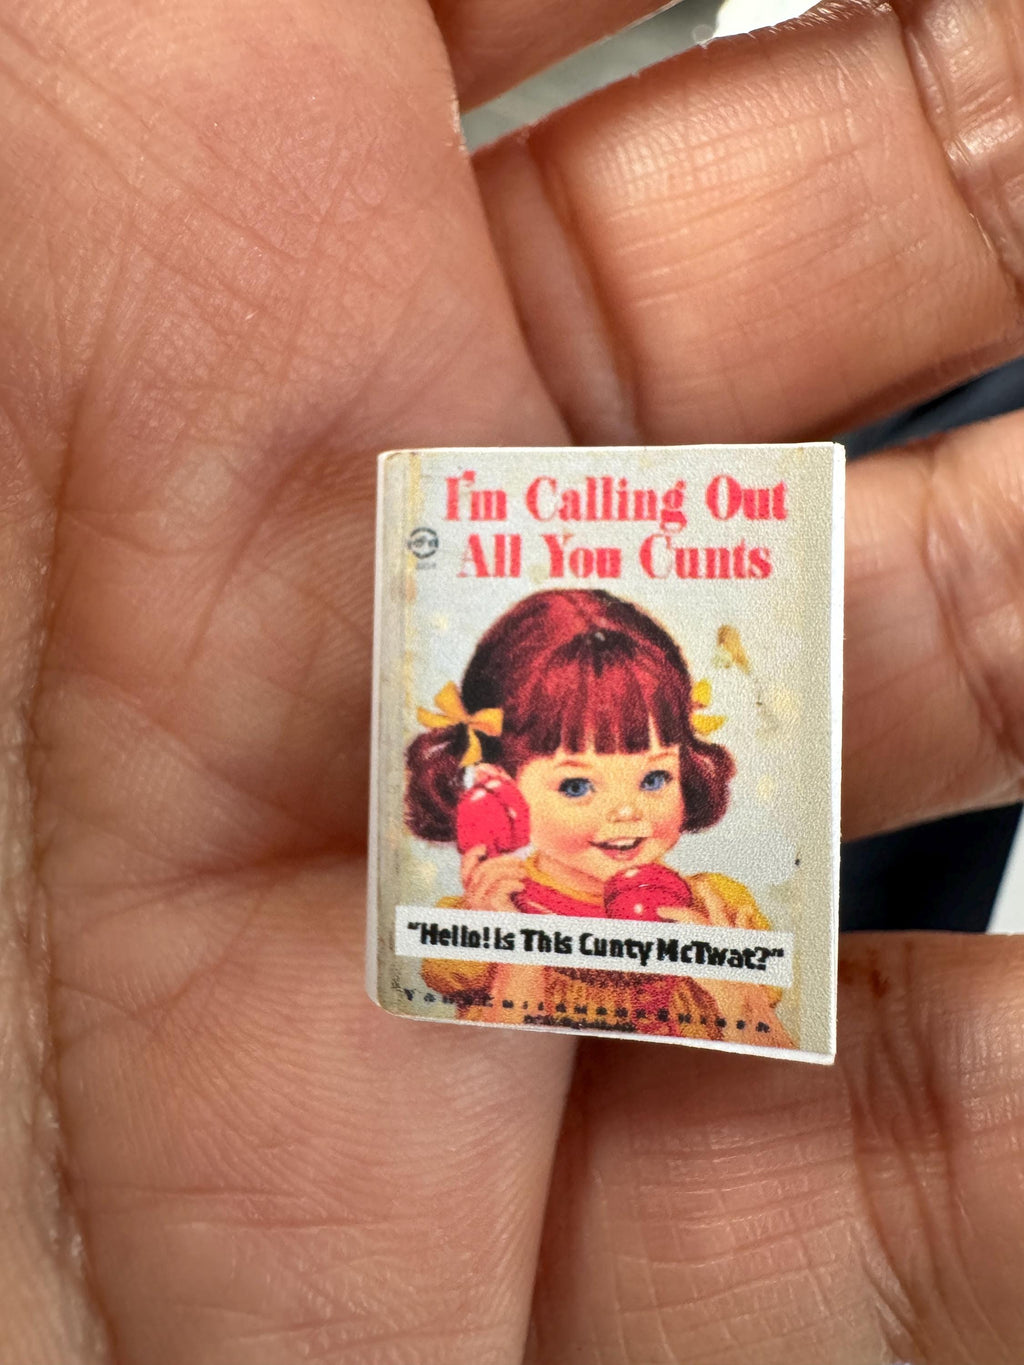 I'm Calling Out
All You Cunts
"Hello! Is This Cunty McTwat?"